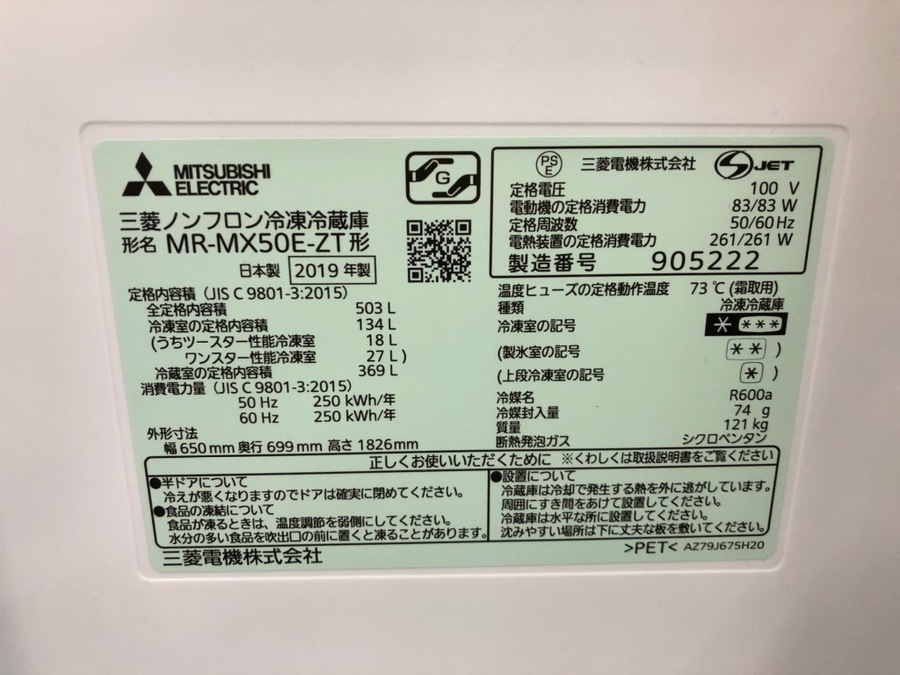 MITSUBISHI
ELECTRIC
G
三菱ノンフロン冷凍冷蔵庫
形名 MR-MX50E-ZT形
日本製 2019 年製
定格内容積 (JIS C 9801-3:2015)
全定格内容積 503 L
冷凍室の定格内容積 134 L
(うちツースター性能冷凍室 18 L
ワンスター性能冷凍室 27 L )
冷蔵室の定格内容積 369 L
消費電力量 (JIS C 9801-3:2015)
50 Hz 250 kWh/年
60 Hz 250 kWh/年
外形寸法
幅 650 mm 奥行 699 mm 高さ 1826 mm
PS
E
三菱電機株式会社
S JET
定格電圧 100 V
電動機の定格消費電力 83/83 W
定格周波数 50/60 Hz
電熱装置の定格消費電力 261/261 W
製造番号 905222
温度ヒューズの定格動作温度 73 ℃ (霜取用)
種類 冷凍冷蔵庫
冷凍室の記号 * ***
(製氷室の記号 ** )
(上段冷凍室の記号 * )
冷媒名 R600a
冷媒封入量 74 g
質量 121 kg
断熱発泡ガス シクロペンタン
正しくお使いいただくために ※くわしくは取扱説明書をご覧ください
●半ドアについて
冷えが悪くなりますのでドアは確実に閉めてください。
●食品の凍結について
食品が凍るときは、温度調節を弱側にしてください。
水分の多い食品を吹出口の前に置くと凍ることがあります。
●設置について
冷蔵庫は冷却で発生する熱を外に逃がしています。
周囲にすき間をあけて設置してください。
冷蔵庫は水平な所に設置してください。
沈みやすい場所は下に丈夫な板を敷いてください。
三菱電機株式会社
>PET< AZ79J675H20